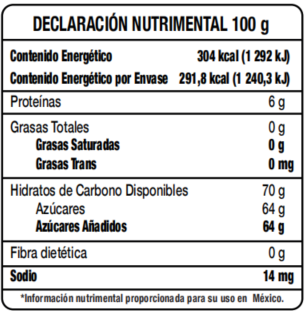 DECLARACIÓN NUTRIMENTAL 100 g
Contenido Energético 304 kcal (1 292 kJ)
Contenido Energético por Envase 291,8 kcal (1 240,3 kJ)
Proteínas 6 g
Grasas Totales 0 g
Grasas Saturadas 0 g
Grasas Trans 0 mg
Hidratos de Carbono Disponibles 70 g
Azúcares 64 g
Azúcares Añadidos 64 g
Fibra dietética 0 g
Sodio 14 mg
*Información nutrimental proporcionada para su uso en México.